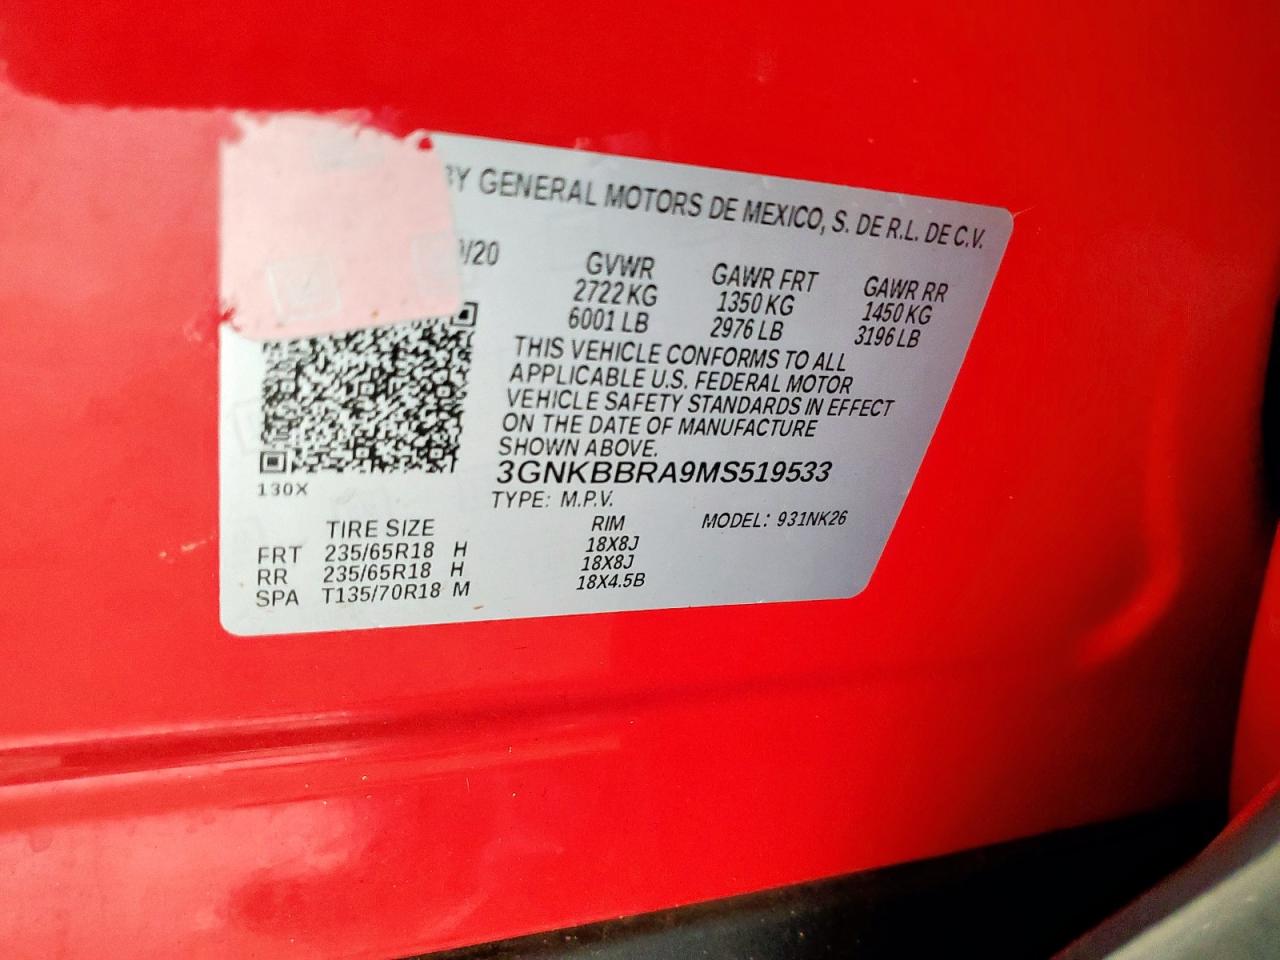 BY GENERAL MOTORS DE MEXICO, S. DE R.L. DE C.V.
/20
GVWR GAWR FRT GAWR RR
2722 KG 1350 KG 1450 KG
6001 LB 2976 LB 3196 LB
THIS VEHICLE CONFORMS TO ALL
APPLICABLE U.S. FEDERAL MOTOR
VEHICLE SAFETY STANDARDS IN EFFECT
ON THE DATE OF MANUFACTURE
SHOWN ABOVE.
3GNKBBRA9MS519533
130X
TYPE: M.P.V.
MODEL: 931NK26
TIRE SIZE RIM
FRT 235/65R18 H 18X8J
RR 235/65R18 H 18X8J
SPA T135/70R18 M 18X4.5B